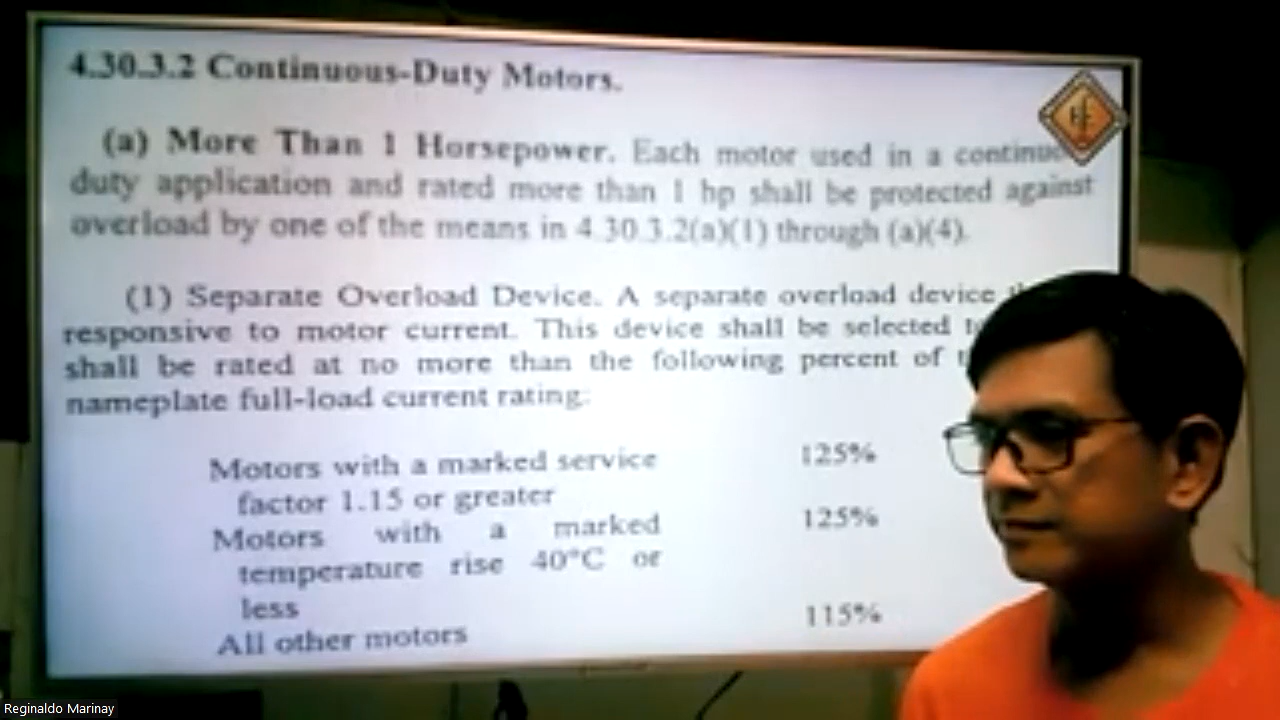 4.30.3.2 Continuous-Duty Motors.
(a) More Than 1 Horsepower. Each motor used in a
duty application and rated more than 1 hp shall be protected against
overload by one of the means in 4.30.3.2(a)(1) through (a)(4).
(1) Separate Overload Device. A separate overload device
responsive to motor current. This device shall be selected
shall be rated at no more than the following percent of
nameplate full-load current rating:
Motors with a marked service 125%
factor 1.15 or greater
Motors with a marked 125%
temperature rise 40°C or
less
All other motors 115%
Reginaldo Marinay